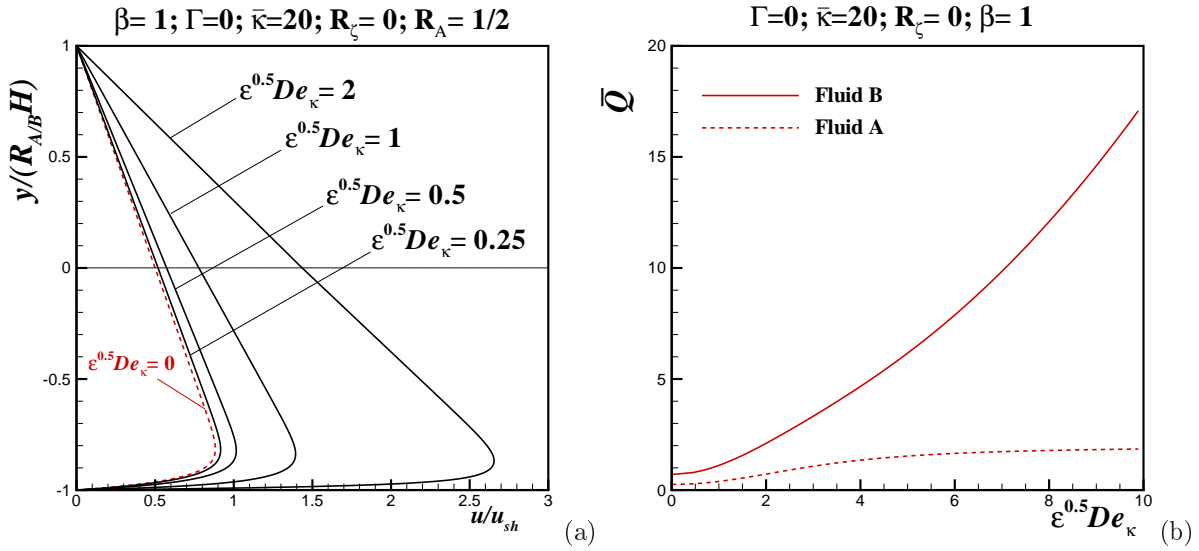 β= 1; Γ=0; κ̄=20; R_ζ= 0; R_A= 1/2
y/(R_{A/B}H)
1
0.5
0
-0.5
-1
ε^{0.5}De_κ= 2
ε^{0.5}De_κ= 1
ε^{0.5}De_κ= 0.5
ε^{0.5}De_κ= 0.25
ε^{0.5}De_κ= 0
0 0.5 1 1.5 2 2.5 3
u/u_{sh}
(a)
Γ=0; κ̄=20; R_ζ= 0; β= 1
Q̄
20
15
10
5
0
Fluid B
Fluid A
0 2 4 6 8 10
ε^{0.5}De_κ
(b)